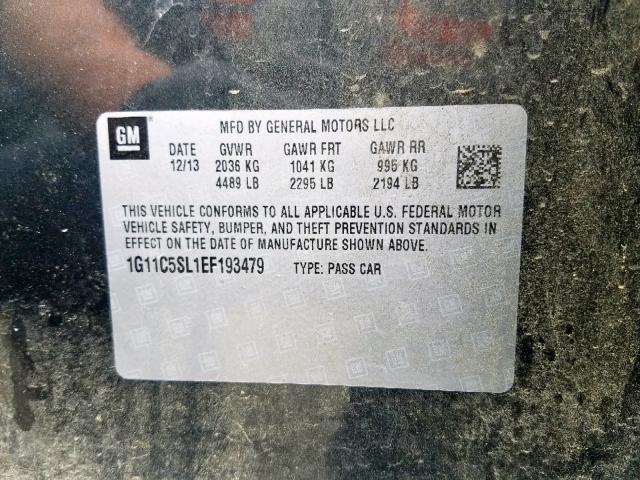 GM
MFD BY GENERAL MOTORS LLC
DATE GVWR GAWR FRT GAWR RR
12/13 2036 KG 1041 KG 995 KG
4489 LB 2295 LB 2194 LB
THIS VEHICLE CONFORMS TO ALL APPLICABLE U.S. FEDERAL MOTOR
VEHICLE SAFETY, BUMPER, AND THEFT PREVENTION STANDARDS IN
EFFECT ON THE DATE OF MANUFACTURE SHOWN ABOVE.
1G11C5SL1EF193479 TYPE: PASS CAR